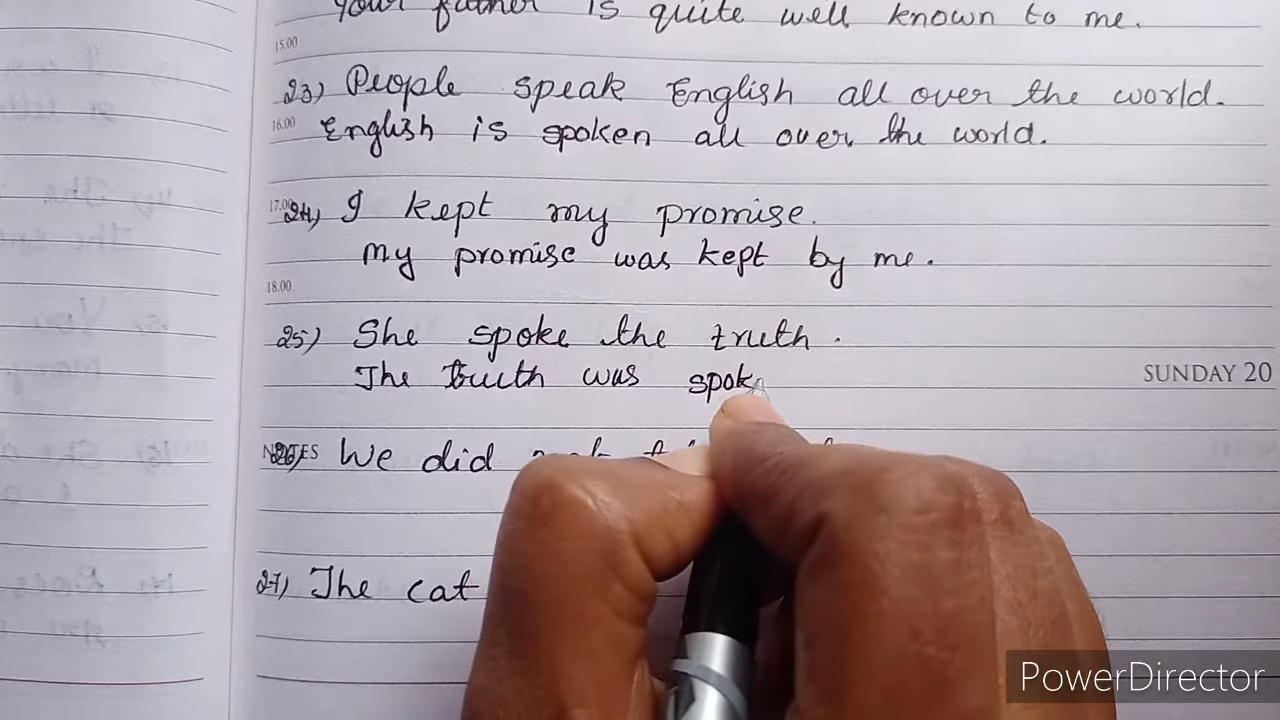 Your father is quite well known to me.
15.00
23) People speak English all over the world.
16.00 English is spoken all over the world.
17.00 24) I kept my promise.
My promise was kept by me.
18.00
25) She spoke the truth.
The truth was spok
SUNDAY 20
NOTES 26) We did
27) The cat
PowerDirector